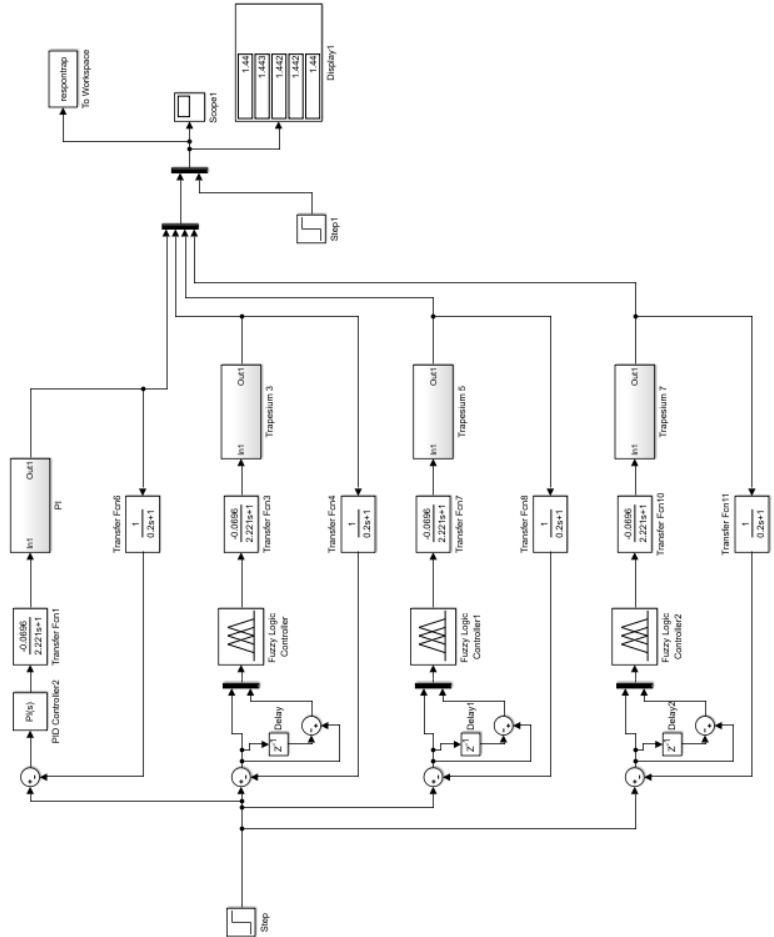 Step
PI(s)
PID Controller2
-0.0696
2.221s+1
Transfer Fcn1
In1
Out1
PI
Transfer Fcn6
1
0.2s+1
Z-1
Delay
Fuzzy Logic
Controller
-0.0696
2.221s+1
Transfer Fcn3
In1
Out1
Trapesium 3
Transfer Fcn4
1
0.2s+1
Z-1
Delay1
Fuzzy Logic
Controller1
-0.0696
2.221s+1
Transfer Fcn7
In1
Out1
Trapesium 5
Transfer Fcn8
1
0.2s+1
Z-1
Delay2
Fuzzy Logic
Controller2
-0.0696
2.221s+1
Transfer Fcn10
In1
Out1
Trapesium 7
Transfer Fcn11
1
0.2s+1
Step1
respontrap
To Workspace
Scope1
1.44
1.443
1.442
1.442
1.44
Display1